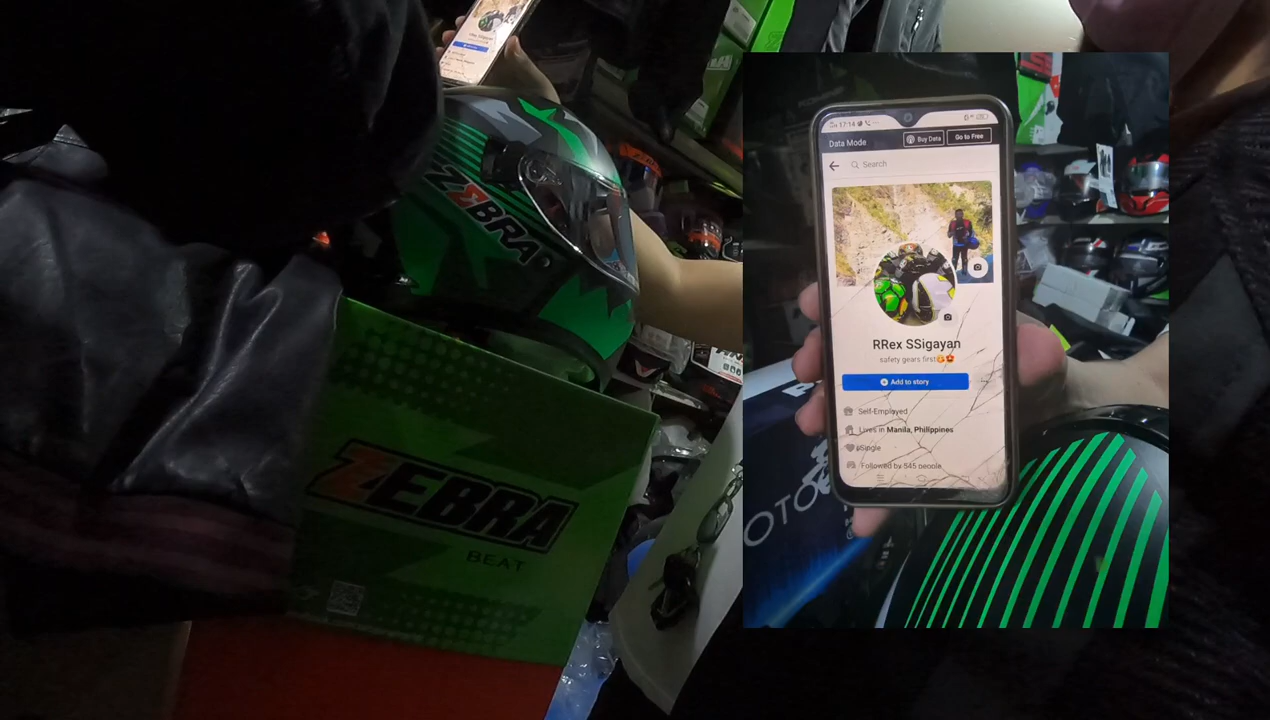 ZEBRA
ZEBRA
BEAT
17:14
Data Mode
Buy Data
Go to Free
Search
RRex SSigayan
safety gears first
Add to story
Self-Employed
Lives in Manila, Philippines
Single
Followed by 545 people
OTO